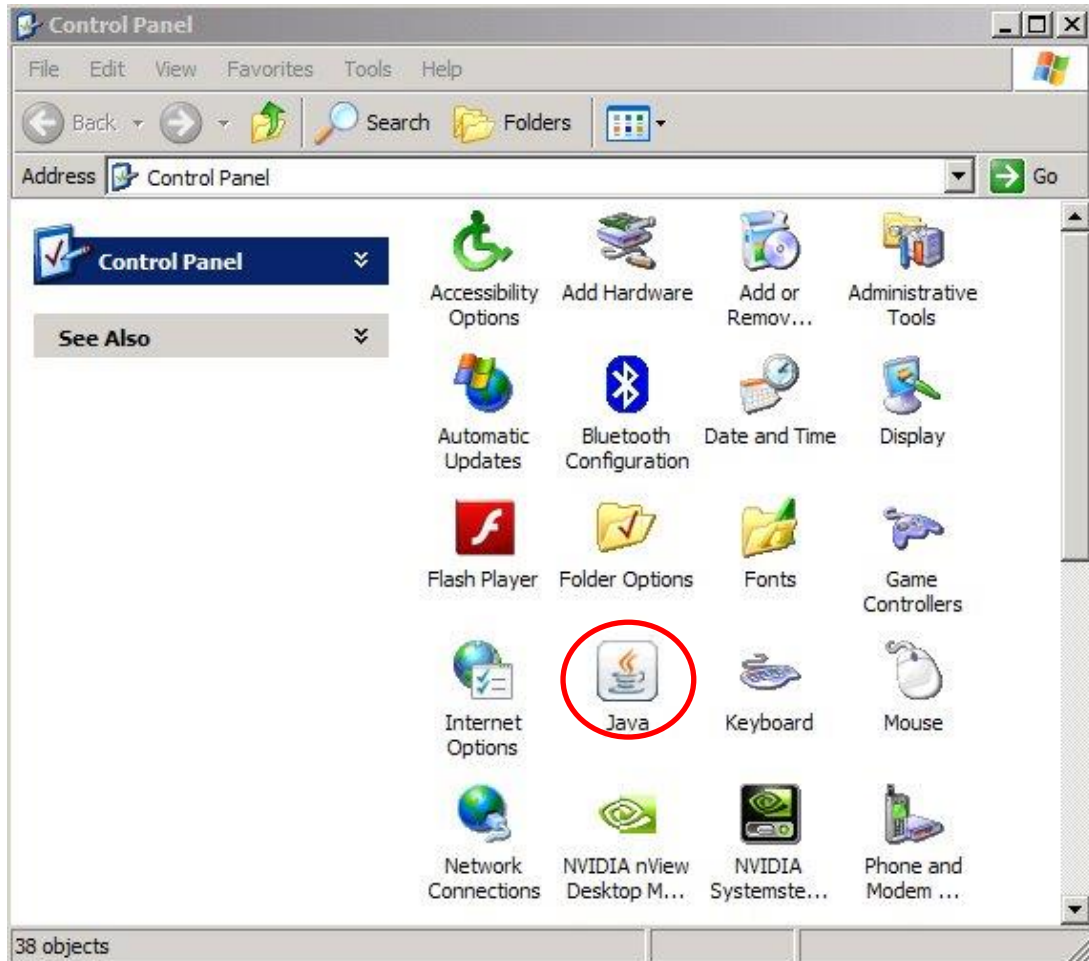 Control Panel
File Edit View Favorites Tools Help
Back Search Folders
Address Control Panel Go
Control Panel
See Also
Accessibility Options
Add Hardware
Add or Remov...
Administrative Tools
Automatic Updates
Bluetooth Configuration
Date and Time
Display
Flash Player
Folder Options
Fonts
Game Controllers
Internet Options
Java
Keyboard
Mouse
Network Connections
NVIDIA nView Desktop M...
NVIDIA Systemste...
Phone and Modem ...
38 objects